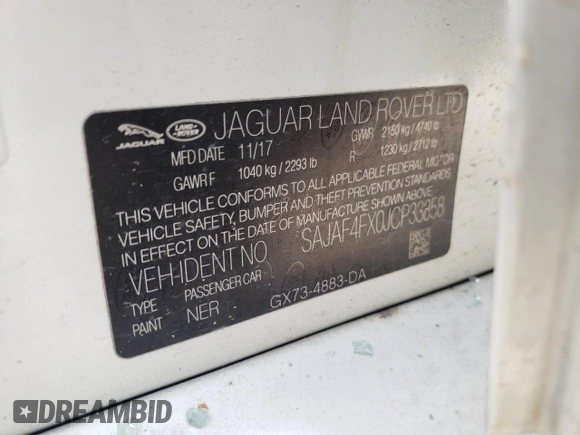 JAGUAR
LAND ROVER
JAGUAR LAND ROVER LTD
MFD DATE 11/17 GVWR 2150 kg / 4740 lb
GAWR F 1040 kg / 2293 lb R 1230 kg / 2712 lb
THIS VEHICLE CONFORMS TO ALL APPLICABLE FEDERAL MOTOR
VEHICLE SAFETY, BUMPER AND THEFT PREVENTION STANDARDS
IN EFFECT ON THE DATE OF MANUFACTURE SHOWN ABOVE.
VEH-IDENT NO SAJAF4FX0JCP33858
TYPE PASSENGER CAR
PAINT NER GX73-4883-DA
DREAMBID